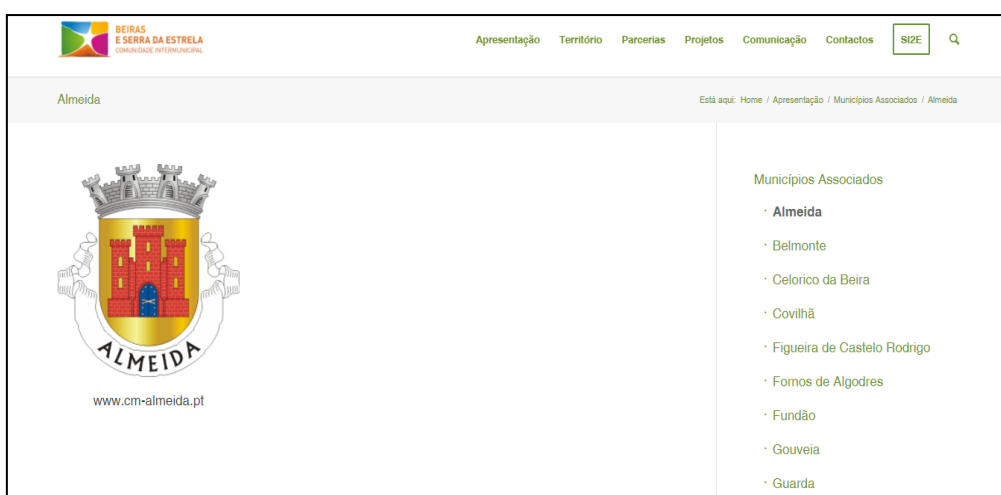 BEIRAS
E SERRA DA ESTRELA
COMUNIDADE INTERMUNICIPAL
Apresentação Território Parcerias Projetos Comunicação Contactos SI2E
Almeida
Está aqui: Home / Apresentação / Municípios Associados / Almeida
ALMEIDA
www.cm-almeida.pt
Municípios Associados
· Almeida
· Belmonte
· Celorico da Beira
· Covilhã
· Figueira de Castelo Rodrigo
· Fornos de Algodres
· Fundão
· Gouveia
· Guarda